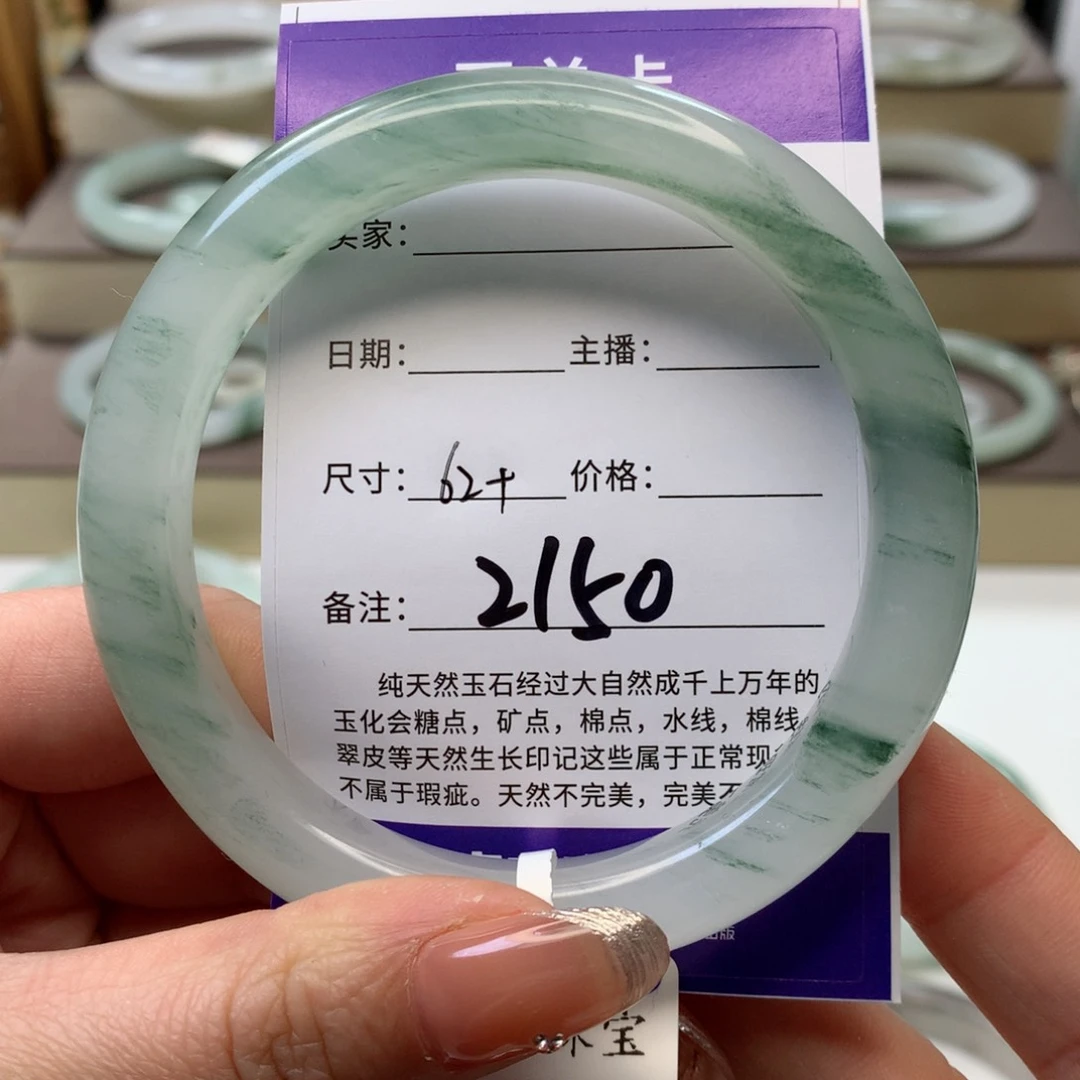 卖家：
日期： 主播：
尺寸：62+ 价格：
备注：2150
纯天然玉石经过大自然成千上万年的
玉化会糖点，矿点，棉点，水线，棉线，
翠皮等天然生长印记这些属于正常现
不属于瑕疵。天然不完美，完美不
宝